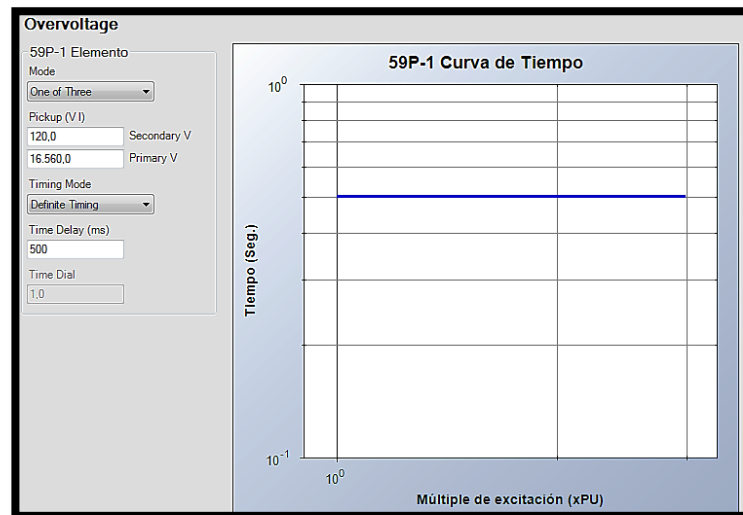 Overvoltage
59P-1 Elemento
Mode
One of Three
Pickup (V I)
120,0 Secondary V
16.560,0 Primary V
Timing Mode
Definite Timing
Time Delay (ms)
500
Time Dial
1,0
59P-1 Curva de Tiempo
10^0
Tiempo (Seg.)
10^-1
10^0
Múltiple de excitación (xPU)